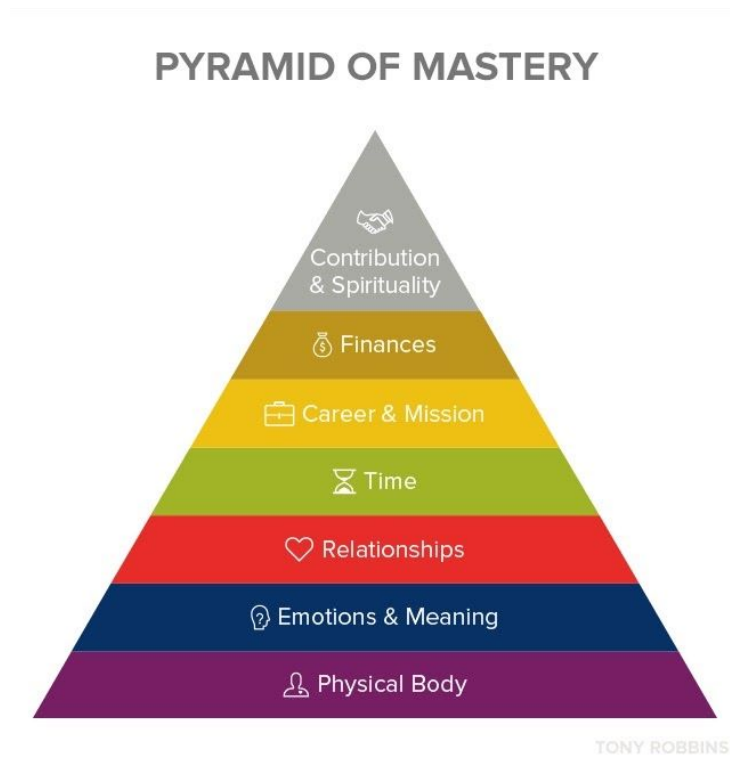 PYRAMID OF MASTERY
Contribution
& Spirituality
$ Finances
Career & Mission
Time
Relationships
? Emotions & Meaning
Physical Body
TONY ROBBINS